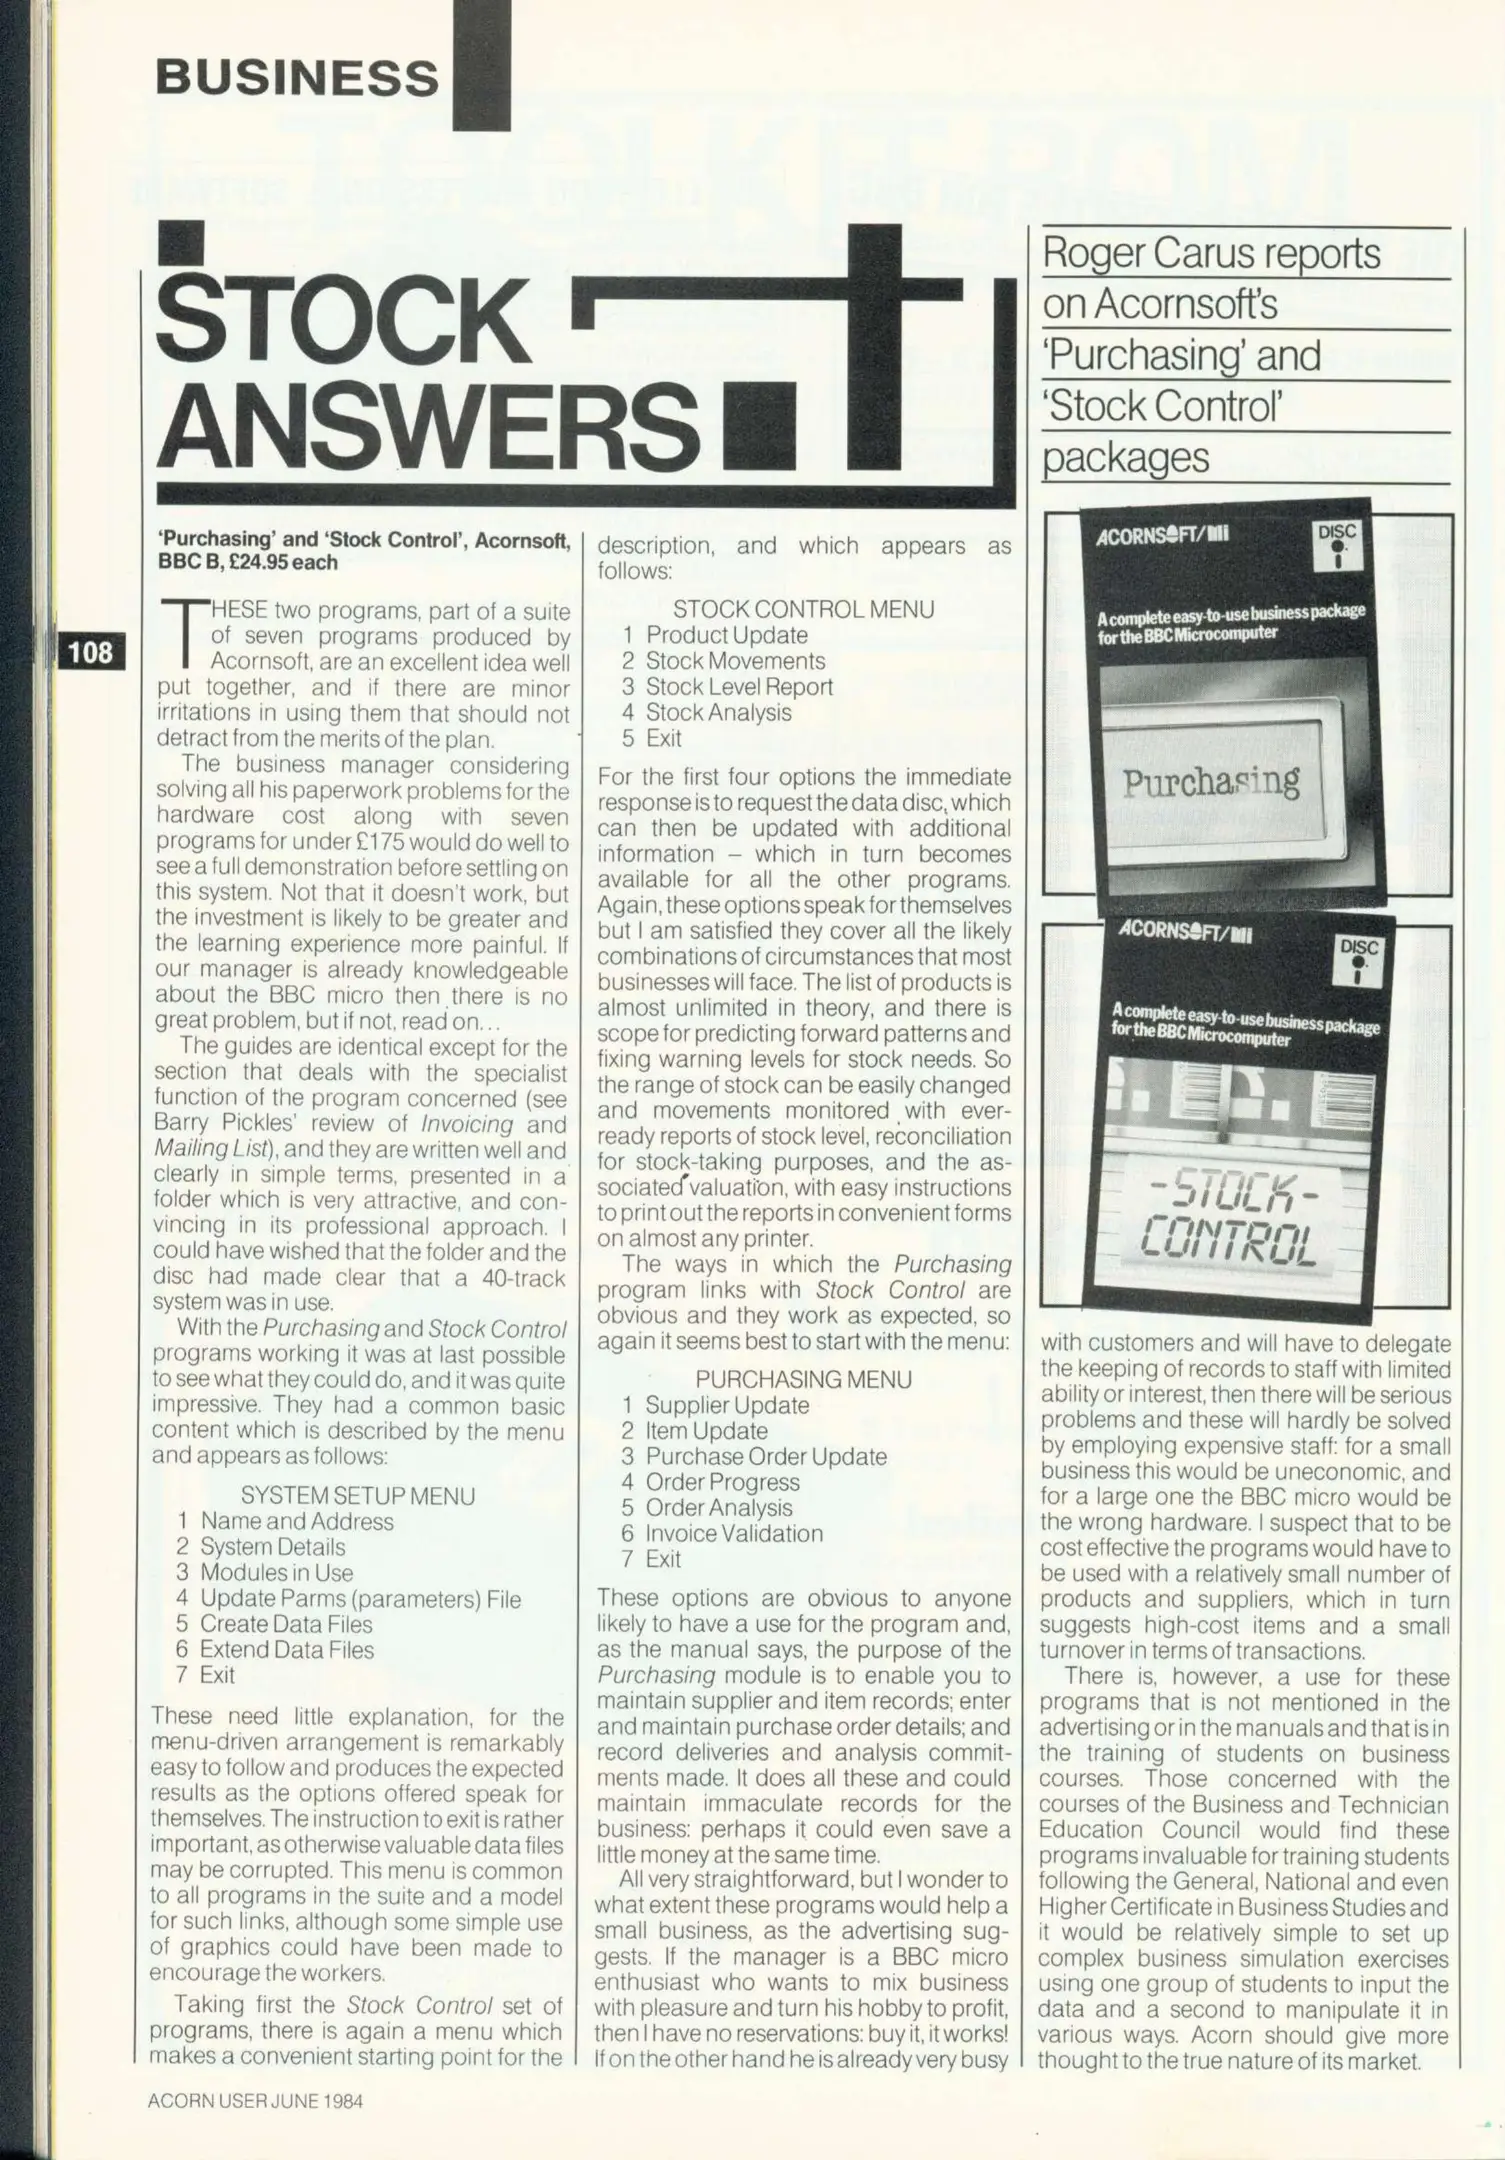 BUSINESS
STOCK
ANSWERS
Roger Carus reports
on Acornsoft's
'Purchasing' and
'Stock Control'
packages
'Purchasing' and 'Stock Control', Acornsoft,
BBC B, £24.95 each
THESE two programs, part of a suite
of seven programs produced by
Acornsoft, are an excellent idea well
put together, and if there are minor
irritations in using them that should not
detract from the merits of the plan.
The business manager considering
solving all his paperwork problems for the
hardware cost along with seven
programs for under £175 would do well to
see a full demonstration before settling on
this system. Not that it doesn't work, but
the investment is likely to be greater and
the learning experience more painful. If
our manager is already knowledgeable
about the BBC micro then there is no
great problem, but if not, read on...
The guides are identical except for the
section that deals with the specialist
function of the program concerned (see
Barry Pickles' review of Invoicing and
Mailing List), and they are written well and
clearly in simple terms, presented in a
folder which is very attractive, and con-
vincing in its professional approach. I
could have wished that the folder and the
disc had made clear that a 40-track
system was in use.
With the Purchasing and Stock Control
programs working it was at last possible
to see what they could do, and it was quite
impressive. They had a common basic
content which is described by the menu
and appears as follows:
SYSTEM SETUP MENU
1 Name and Address
2 System Details
3 Modules in Use
4 Update Parms (parameters) File
5 Create Data Files
6 Extend Data Files
7 Exit
These need little explanation, for the
menu-driven arrangement is remarkably
easy to follow and produces the expected
results as the options offered speak for
themselves. The instruction to exit is rather
important, as otherwise valuable data files
may be corrupted. This menu is common
to all programs in the suite and a model
for such links, although some simple use
of graphics could have been made to
encourage the workers.
Taking first the Stock Control set of
programs, there is again a menu which
makes a convenient starting point for the
description, and which appears as
follows:
STOCK CONTROL MENU
1 Product Update
2 Stock Movements
3 Stock Level Report
4 Stock Analysis
5 Exit
For the first four options the immediate
response is to request the data disc, which
can then be updated with additional
information – which in turn becomes
available for all the other programs.
Again, these options speak for themselves
but I am satisfied they cover all the likely
combinations of circumstances that most
businesses will face. The list of products is
almost unlimited in theory, and there is
scope for predicting forward patterns and
fixing warning levels for stock needs. So
the range of stock can be easily changed
and movements monitored with ever-
ready reports of stock level, reconciliation
for stock-taking purposes, and the as-
sociated valuation, with easy instructions
to print out the reports in convenient forms
on almost any printer.
The ways in which the Purchasing
program links with Stock Control are
obvious and they work as expected, so
again it seems best to start with the menu:
PURCHASING MENU
1 Supplier Update
2 Item Update
3 Purchase Order Update
4 Order Progress
5 Order Analysis
6 Invoice Validation
7 Exit
These options are obvious to anyone
likely to have a use for the program and,
as the manual says, the purpose of the
Purchasing module is to enable you to
maintain supplier and item records; enter
and maintain purchase order details; and
record deliveries and analysis commit-
ments made. It does all these and could
maintain immaculate records for the
business: perhaps it could even save a
little money at the same time.
All very straightforward, but I wonder to
what extent these programs would help a
small business, as the advertising sug-
gests. If the manager is a BBC micro
enthusiast who wants to mix business
with pleasure and turn his hobby to profit,
then I have no reservations: buy it, it works!
If on the other hand he is already very busy
ACORNSOFT/MI
DISC
A complete easy-to-use business package
for the BBC Microcomputer
Purchasing
ACORNSOFT/MI
DISC
A complete easy-to-use business package
for the BBC Microcomputer
-STOCK-
CONTROL
with customers and will have to delegate
the keeping of records to staff with limited
ability or interest, then there will be serious
problems and these will hardly be solved
by employing expensive staff: for a small
business this would be uneconomic, and
for a large one the BBC micro would be
the wrong hardware. I suspect that to be
cost effective the programs would have to
be used with a relatively small number of
products and suppliers, which in turn
suggests high-cost items and a small
turnover in terms of transactions.
There is, however, a use for these
programs that is not mentioned in the
advertising or in the manuals and that is in
the training of students on business
courses. Those concerned with the
courses of the Business and Technician
Education Council would find these
programs invaluable for training students
following the General, National and even
Higher Certificate in Business Studies and
it would be relatively simple to set up
complex business simulation exercises
using one group of students to input the
data and a second to manipulate it in
various ways. Acorn should give more
thought to the true nature of its market.
108
ACORN USER JUNE 1984